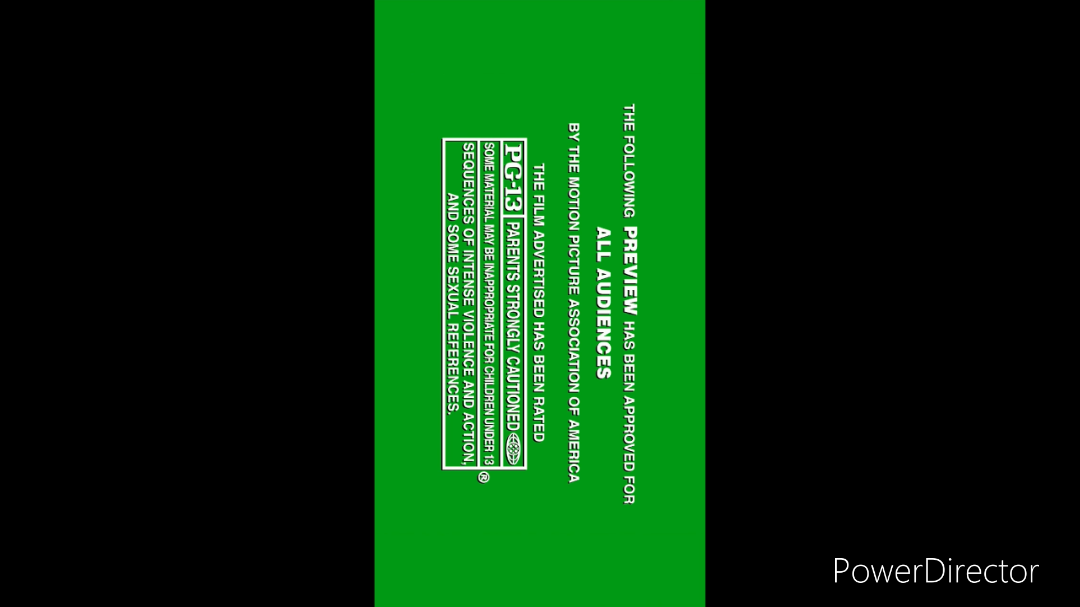 THE FOLLOWING PREVIEW HAS BEEN APPROVED FOR
ALL AUDIENCES
BY THE MOTION PICTURE ASSOCIATION OF AMERICA
THE FILM ADVERTISED HAS BEEN RATED
PG-13 PARENTS STRONGLY CAUTIONED
SOME MATERIAL MAY BE INAPPROPRIATE FOR CHILDREN UNDER 13
®
SEQUENCES OF INTENSE VIOLENCE AND ACTION,
AND SOME SEXUAL REFERENCES.
PowerDirector